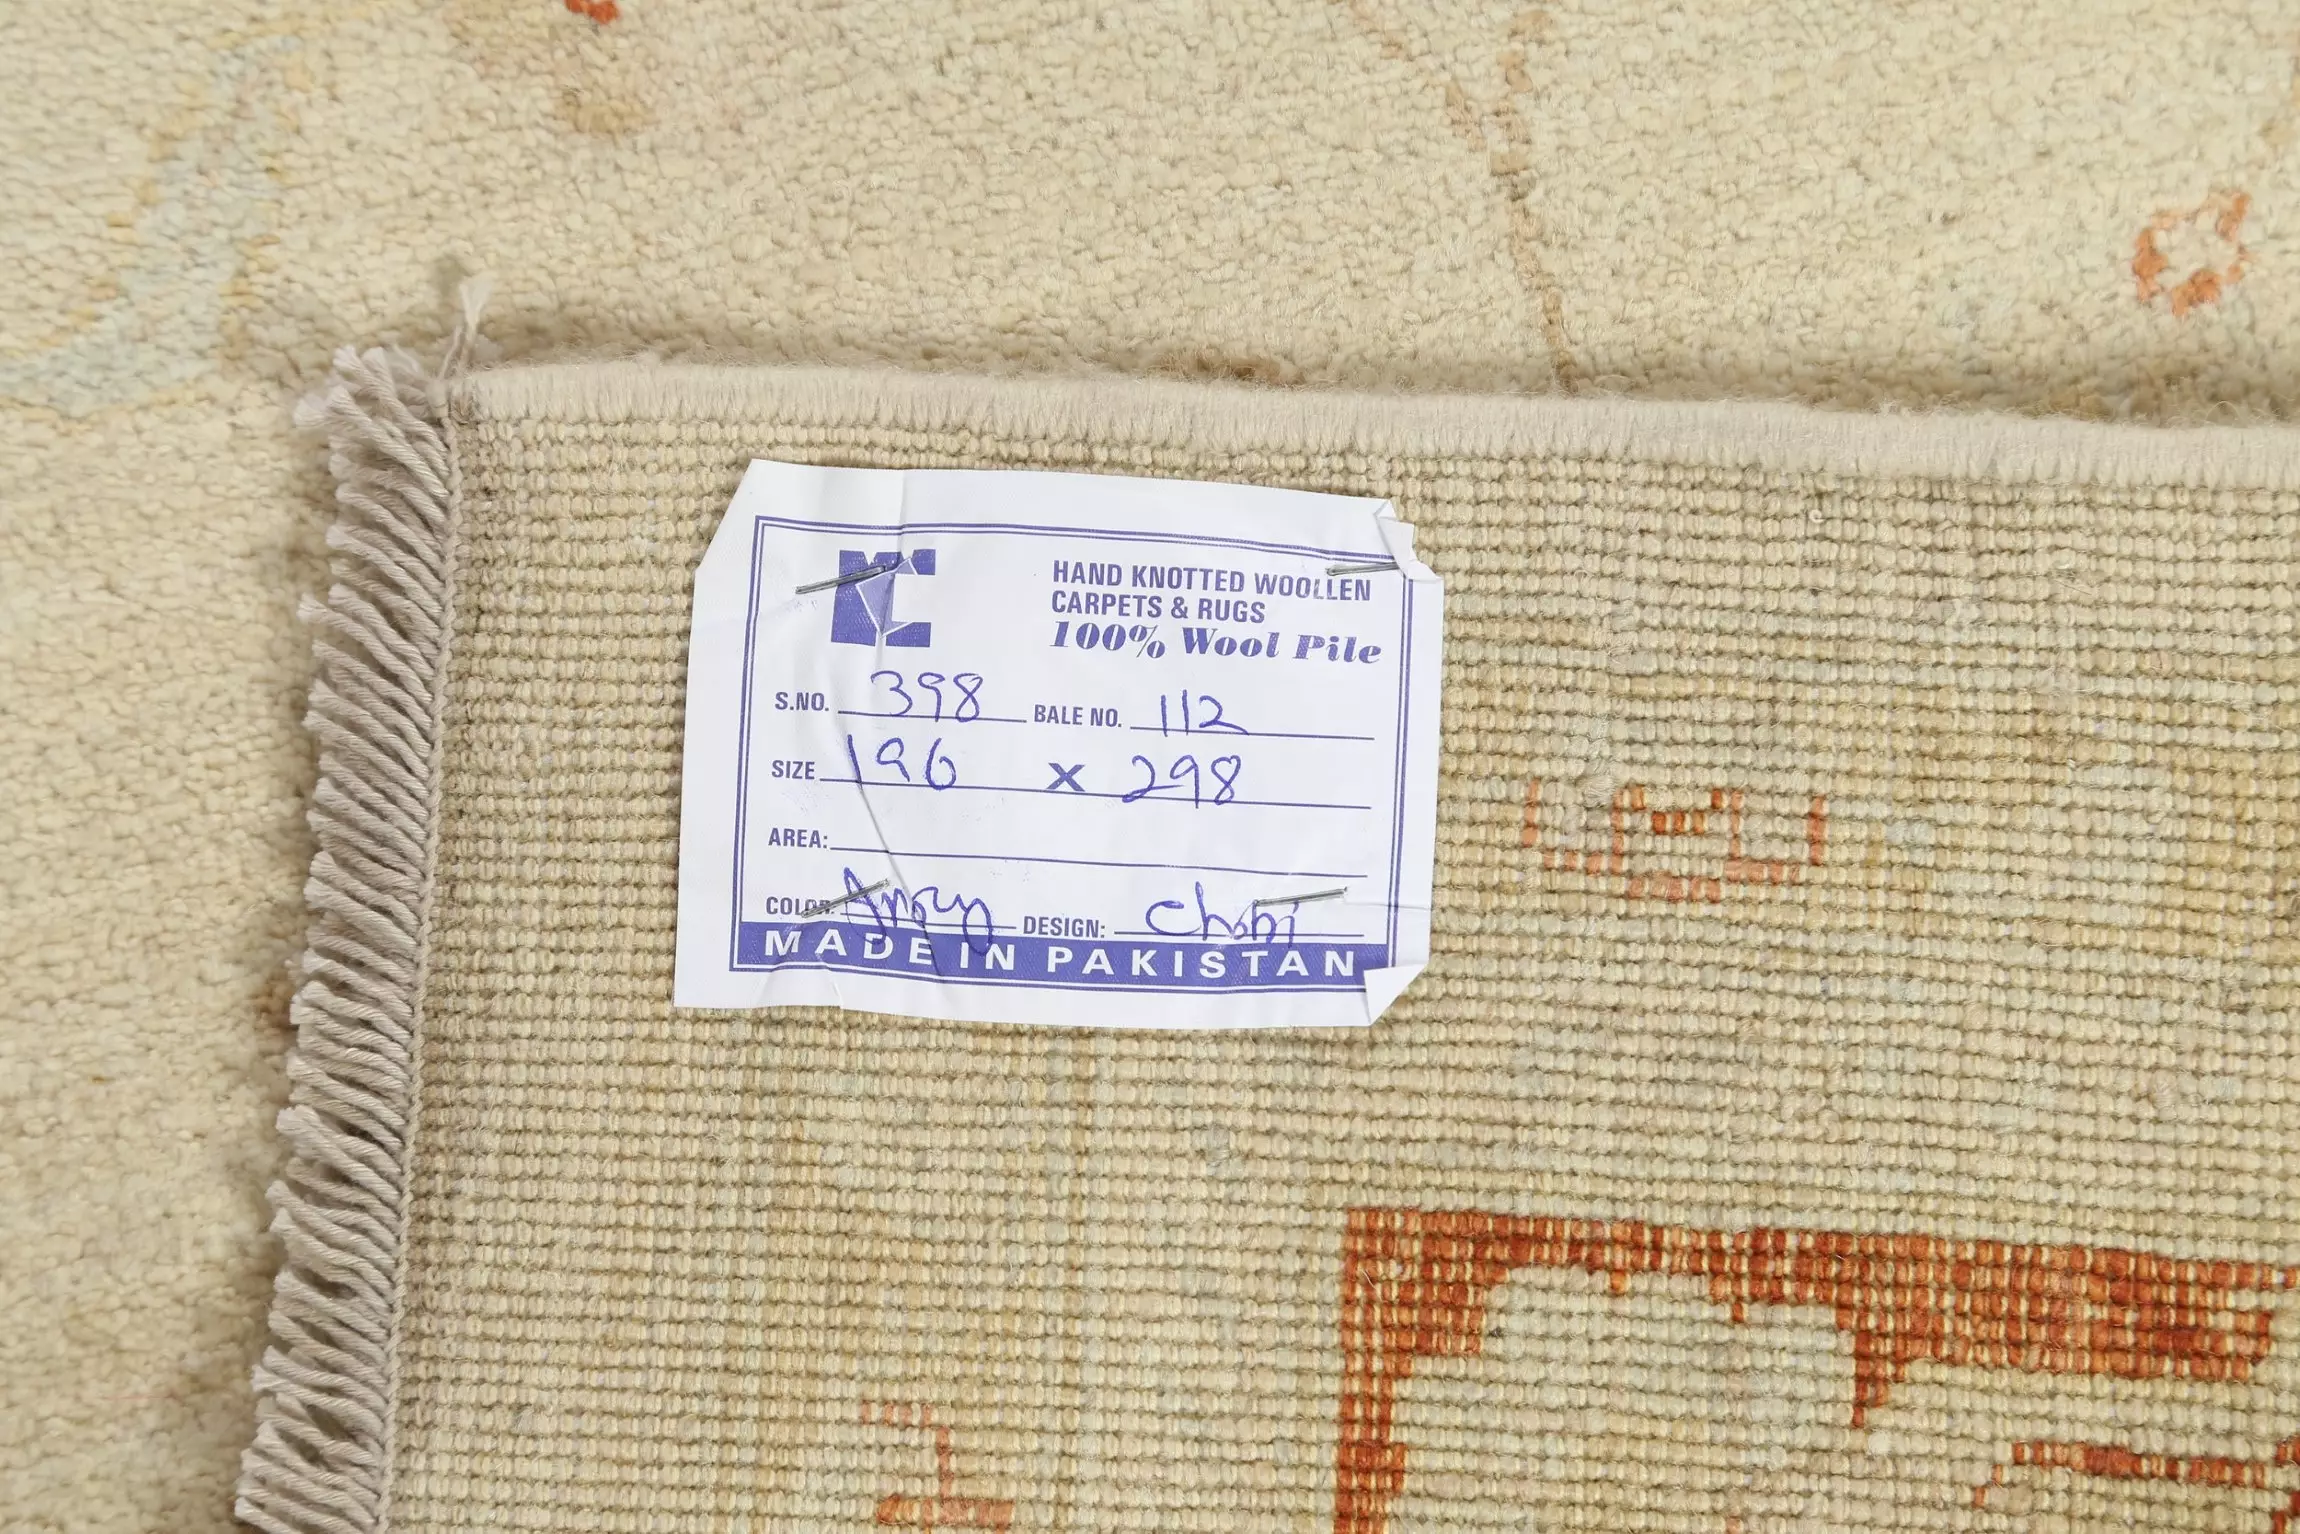 HAND KNOTTED WOOLLEN
CARPETS & RUGS
100% Wool Pile
S.NO. 398 BALE NO. 112
SIZE 196 X 298
AREA:
COLOR: DESIGN: Chobi
MADE IN PAKISTAN